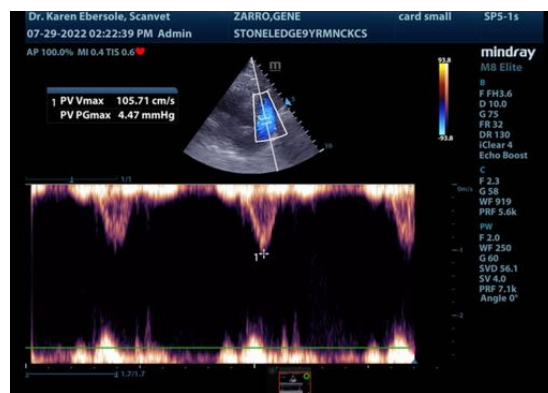 Dr. Karen Ebersole, Scanvet ZARRO,GENE card small SP5-1s
07-29-2022 02:22:39 PM Admin STONELEDGE9YRMNCKCS
AP 100.0% MI 0.4 TIS 0.6
mindray
M8 Elite
1 PV Vmax 105.71 cm/s
PV PGmax 4.47 mmHg
m
93.8
-93.8
B
F FH3.6
D 10.0
G 75
FR 32
DR 130
iClear 4
Echo Boost
C
F 2.3
G 58
WF 919
PRF 5.6k
PW
F 2.0
WF 250
G 60
SVD 56.1
SV 4.0
PRF 7.1k
Angle 0°
1/1
0m/s
-1
1
-2
1.7/1.7